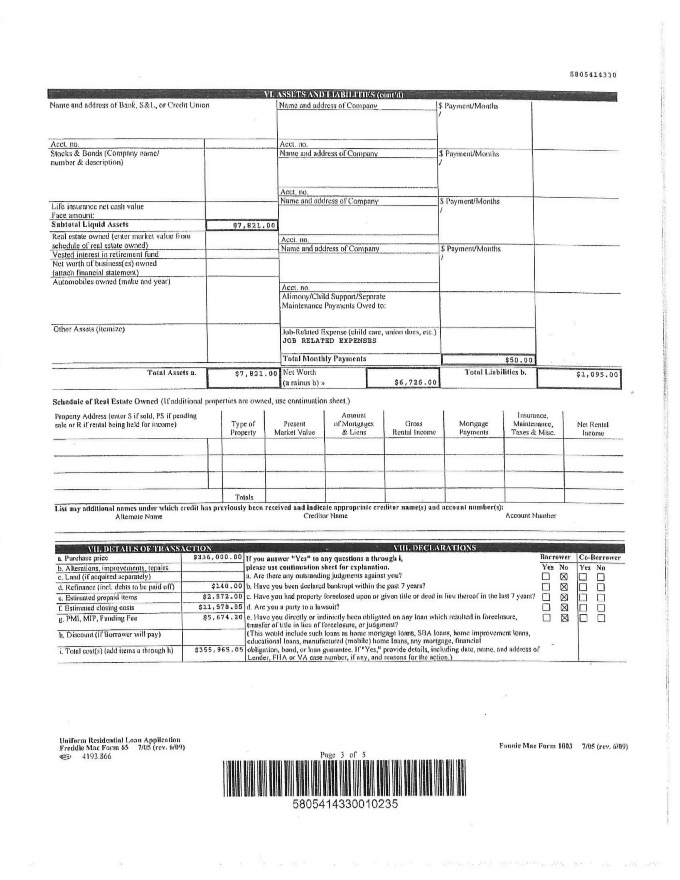 5805414330
VI. ASSETS AND LIABILITIES (cont'd)
Name and address of Bank, S&L, or Credit Union
Name and address of Company
$ Payment/Months
/
Acct. no.
Acct. no.
Stocks & Bonds (Company name/
number & description)
Name and address of Company
$ Payment/Months
/
Acct. no.
Life insurance net cash value
Face amount:
Name and address of Company
$ Payment/Months
/
Subtotal Liquid Assets
$7,821.00
Real estate owned (enter market value from
schedule of real estate owned)
Acct. no.
Vested interest in retirement fund
Name and address of Company
$ Payment/Months
/
Net worth of business(es) owned
(attach financial statement)
Automobiles owned (make and year)
Acct. no.
Alimony/Child Support/Separate
Maintenance Payments Owed to:
Other Assets (itemize)
Job-Related Expense (child care, union dues, etc.)
JOB RELATED EXPENSES
Total Monthly Payments
$50.00
Total Assets a.
$7,821.00
Net Worth
(a minus b) »
$6,726.00
Total Liabilities b.
$1,095.00
Schedule of Real Estate Owned (If additional properties are owned, use continuation sheet.)
Property Address (enter S if sold, PS if pending
sale or R if rental being held for income)
Type of
Property
Present
Market Value
Amount
of Mortgages
& Liens
Gross
Rental Income
Mortgage
Payments
Insurance,
Maintenance,
Taxes & Misc.
Net Rental
Income
Totals
List any additional names under which credit has previously been received and indicate appropriate creditor name(s) and account number(s):
Alternate Name
Creditor Name
Account Number
VII. DETAILS OF TRANSACTION
VIII. DECLARATIONS
a. Purchase price
$336,000.00
b. Alterations, improvements, repairs
c. Land (if acquired separately)
d. Refinance (incl. debts to be paid off)
$140.00
e. Estimated prepaid items
$2,572.00
f. Estimated closing costs
$11,578.85
g. PMI, MIP, Funding Fee
$5,674.20
h. Discount (if Borrower will pay)
i. Total cost(s) (add items a through h)
$355,965.05
If you answer "Yes" to any questions a through i,
please use continuation sheet for explanation.
Borrower
Co-Borrower
Yes No
Yes No
a. Are there any outstanding judgments against you?
b. Have you been declared bankrupt within the past 7 years?
c. Have you had property foreclosed upon or given title or deed in lieu thereof in the last 7 years?
d. Are you a party to a lawsuit?
e. Have you directly or indirectly been obligated on any loan which resulted in foreclosure,
transfer of title in lieu of foreclosure, or judgment?
(This would include such loans as home mortgage loans, SBA loans, home improvement loans,
educational loans, manufactured (mobile) home loans, any mortgage, financial
obligation, bond, or loan guarantee. If "Yes," provide details, including date, name, and address of
Lender, FHA or VA case number, if any, and reasons for the action.)
Uniform Residential Loan Application
Freddie Mac Form 65 7/05 (rev. 6/09)
4193 866
Page 3 of 5
Fannie Mae Form 1003 7/05 (rev. 6/09)
5805414330010235